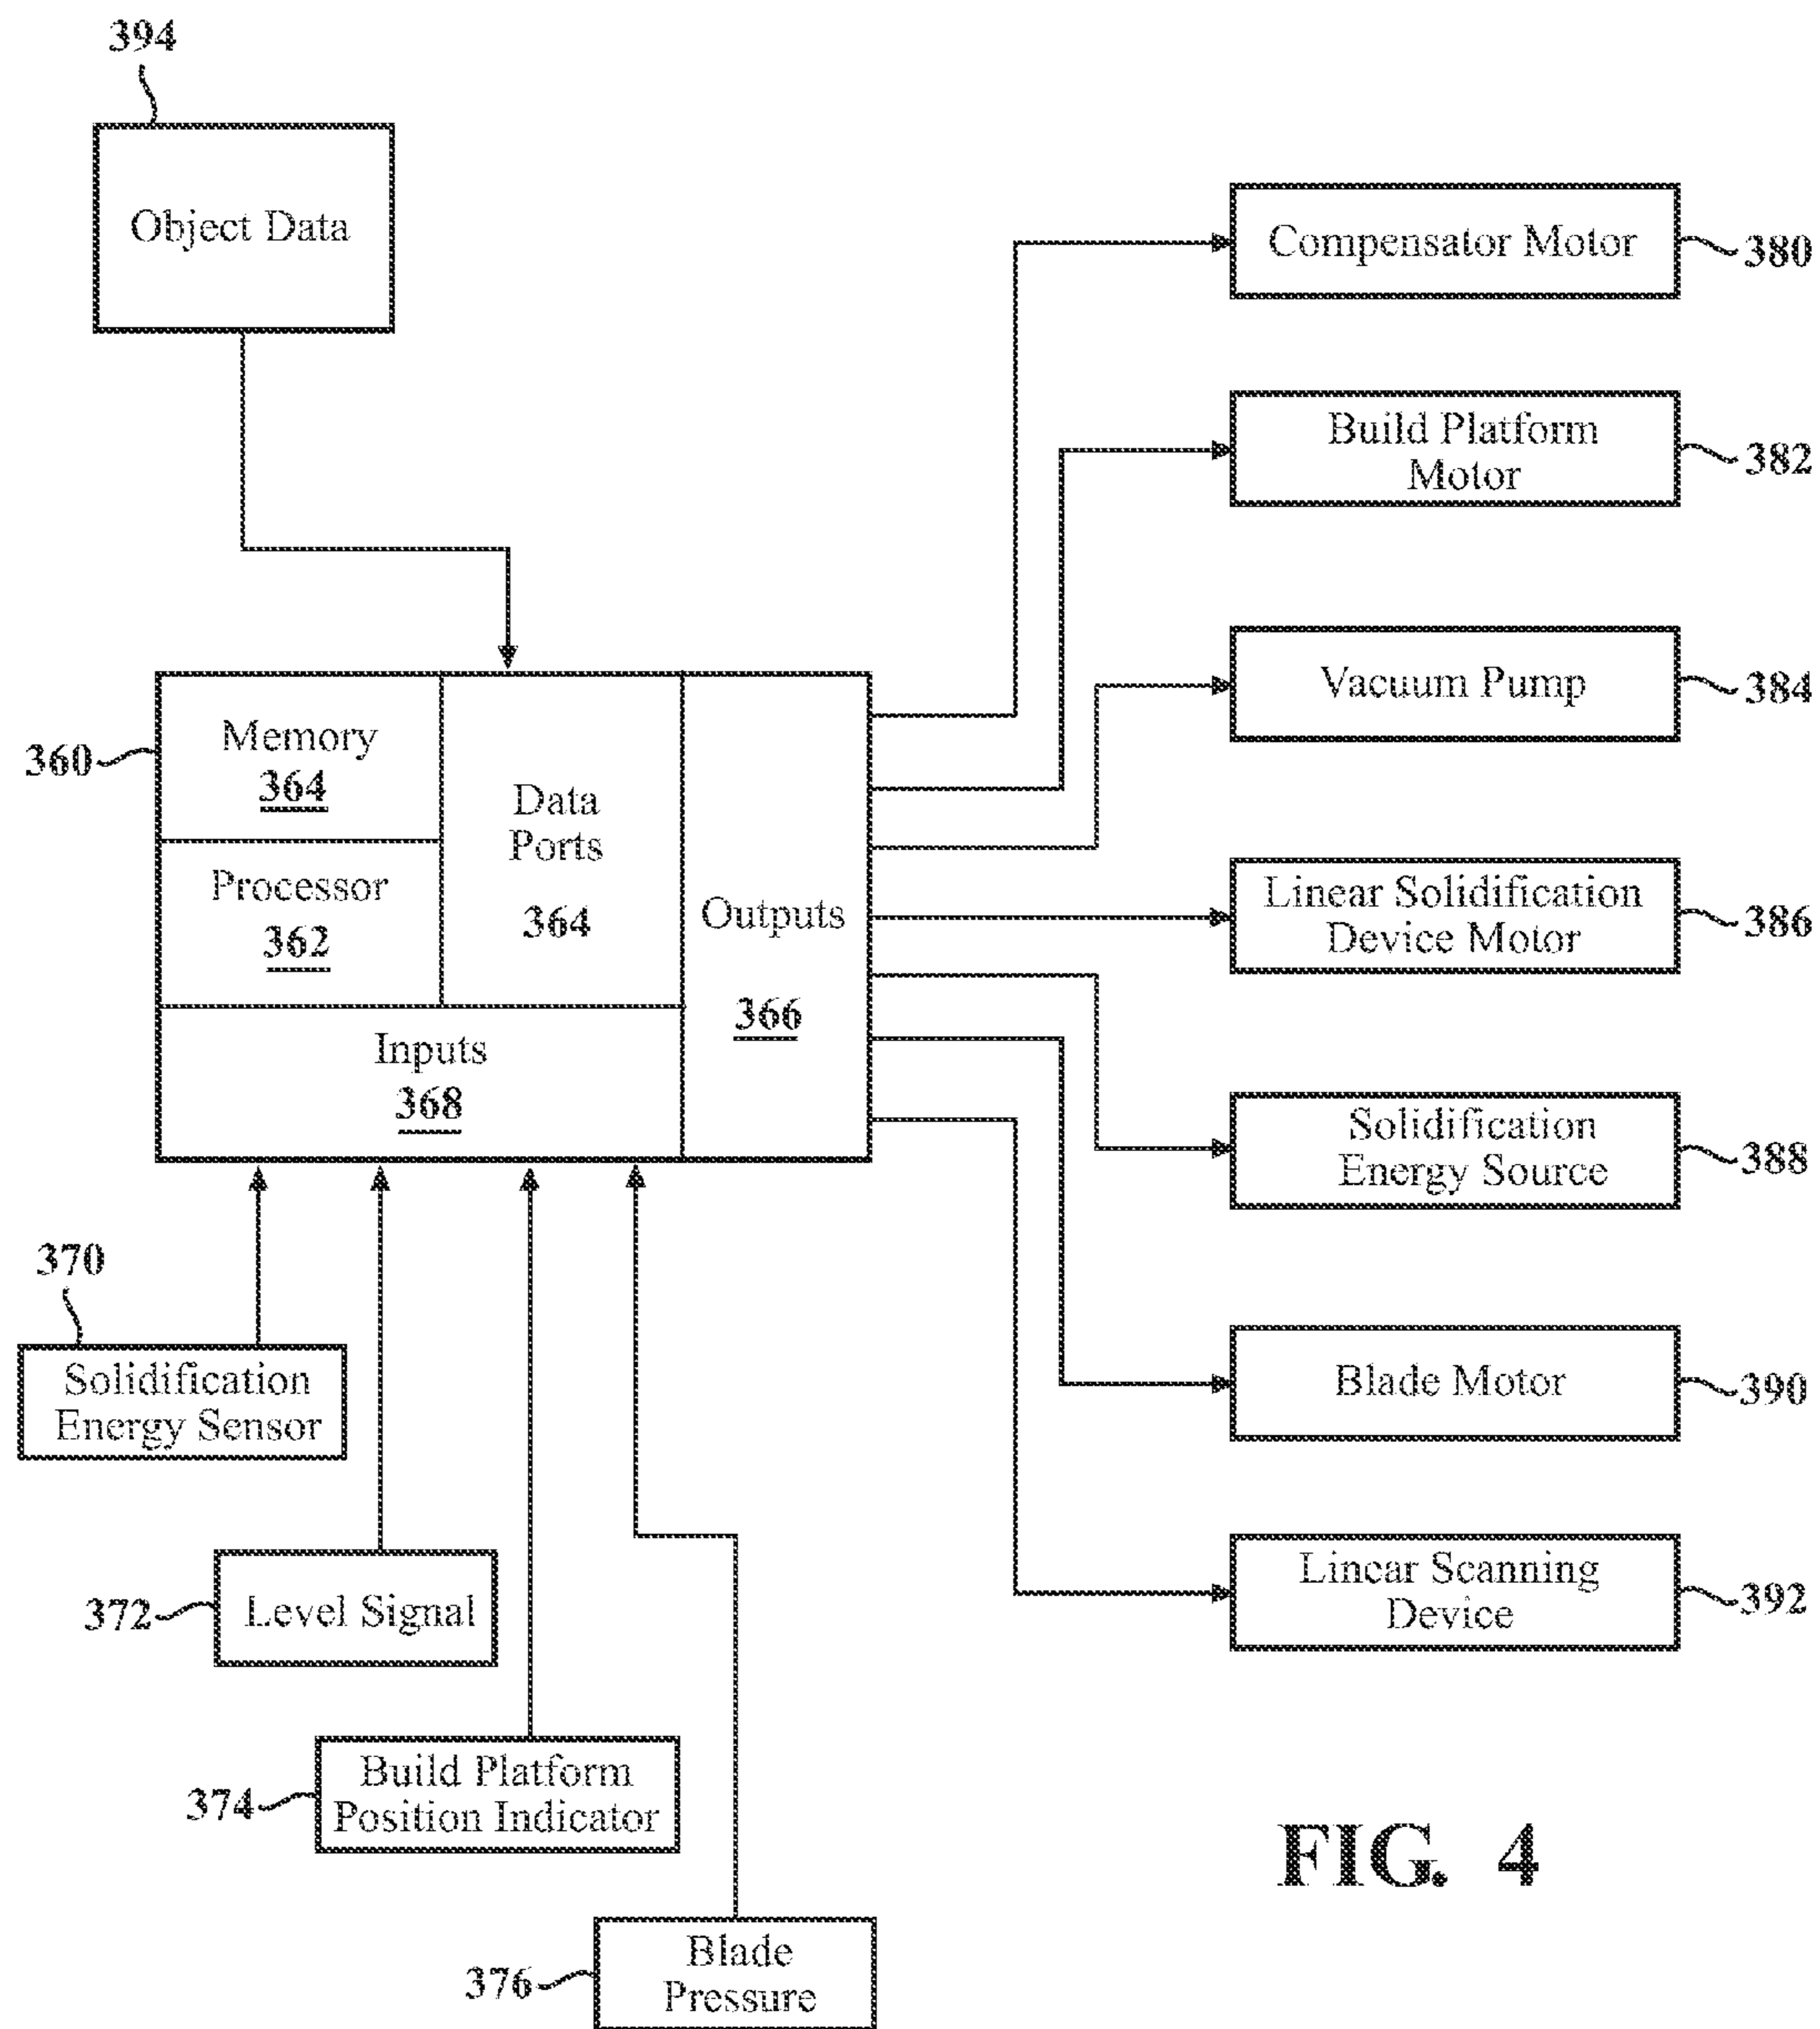 394
Object Data
Compensator Motor
380
Build Platform
Motor
382
Vacuum Pump
384
360
Memory
364
Data
Ports
364
Processor
362
Outputs
366
Inputs
368
Linear Solidification
Device Motor
386
Solidification
Energy Source
388
370
Solidification
Energy Sensor
Blade Motor
390
372
Level Signal
Linear Scanning
Device
392
374
Build Platform
Position Indicator
376
Blade
Pressure
FIG. 4